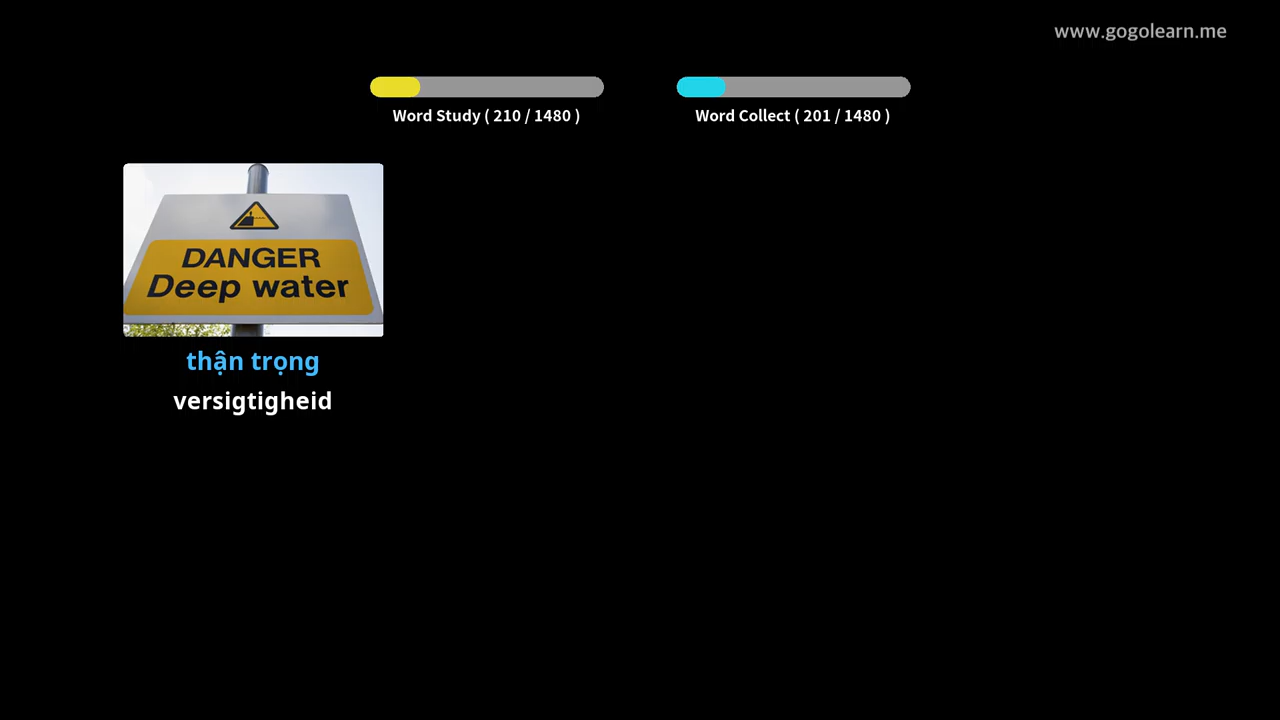 www.gogolearn.me
Word Study ( 210 / 1480 )
Word Collect ( 201 / 1480 )
DANGER
Deep water
thận trọng
versigtigheid